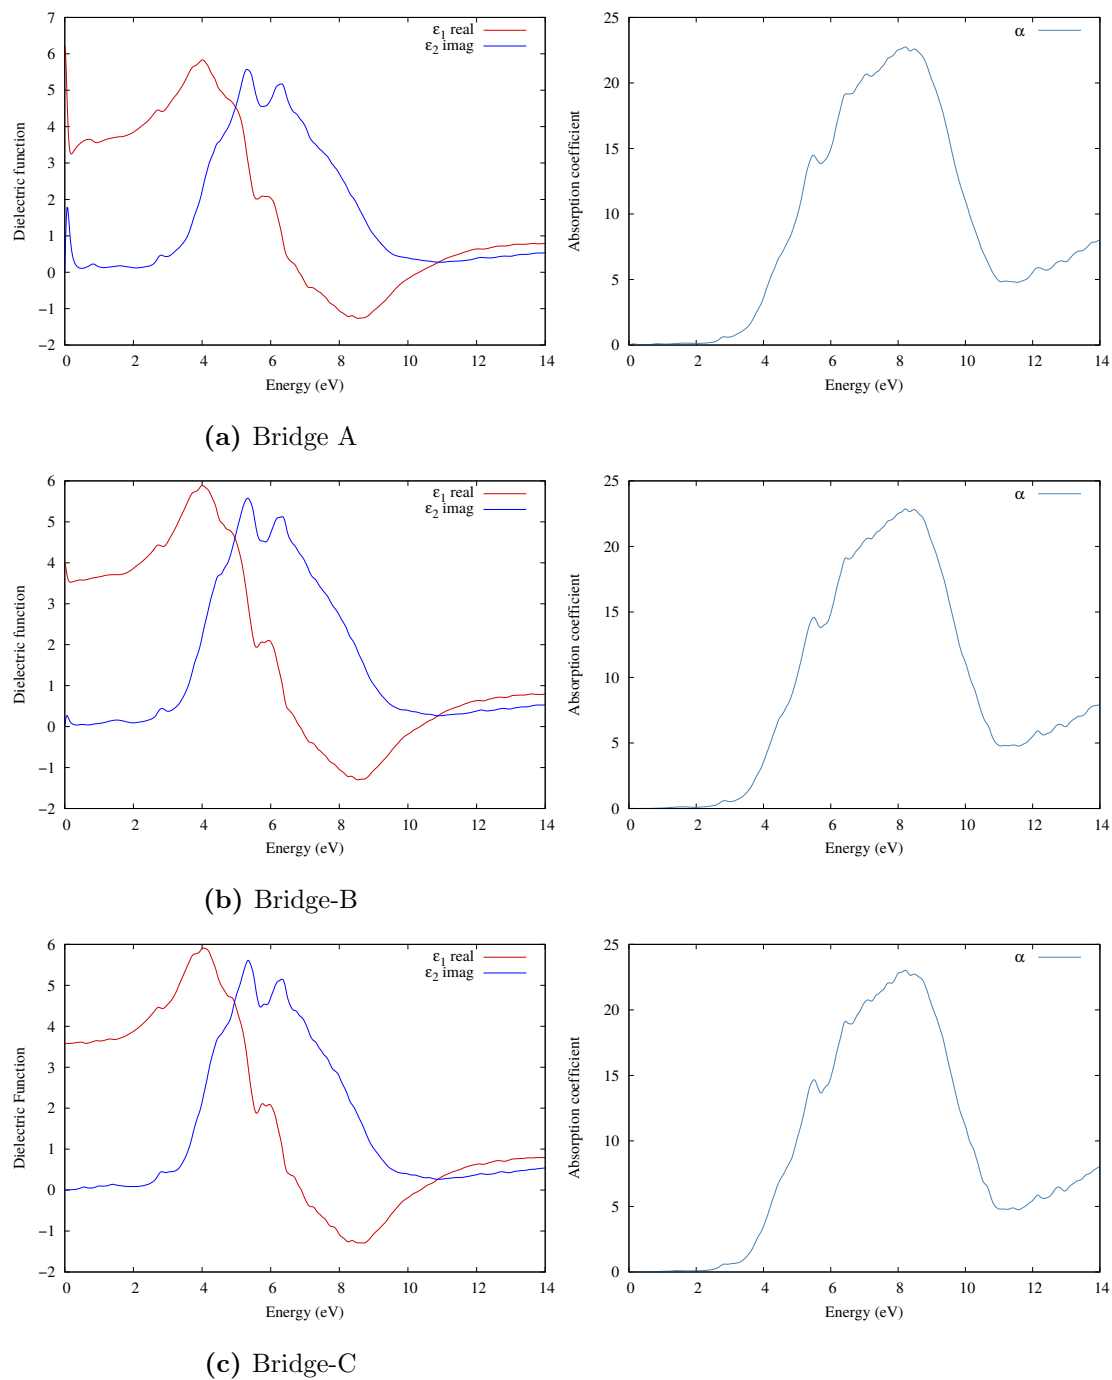 7
6
5
4
3
2
1
0
−1
−2
0 2 4 6 8 10 12 14
Dielectric function
Energy (eV)
ε1 real
ε2 imag
25
20
15
10
5
0
0 2 4 6 8 10 12 14
Absorption coefficient
Energy (eV)
α
(a) Bridge A
6
5
4
3
2
1
0
−1
−2
0 2 4 6 8 10 12 14
Dielectric function
Energy (eV)
ε1 real
ε2 imag
25
20
15
10
5
0
0 2 4 6 8 10 12 14
Absorption coefficient
Energy (eV)
α
(b) Bridge-B
6
5
4
3
2
1
0
−1
−2
0 2 4 6 8 10 12 14
Dielectric Function
Energy (eV)
ε1 real
ε2 imag
25
20
15
10
5
0
0 2 4 6 8 10 12 14
Absorption coefficient
Energy (eV)
α
(c) Bridge-C